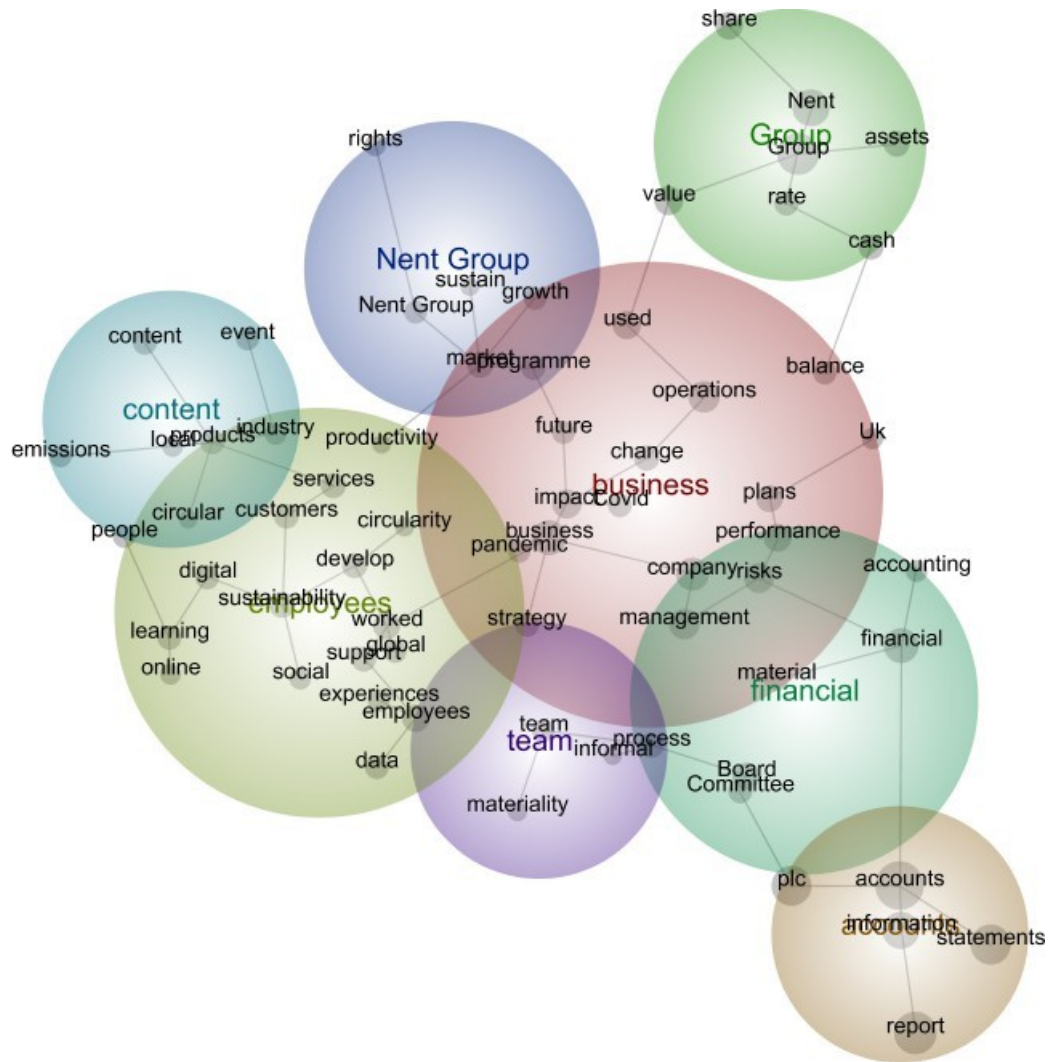 share
Nent
Group
Group
assets
rights
value
rate
cash
Nent Group
sustain
growth
Nent Group
used
content
event
market
programme
balance
operations
content
local
products
industry
productivity
future
Uk
emissions
change
services
business
impact
Covid
plans
circular
customers
circularity
people
business
performance
pandemic
digital
develop
company
risks
accounting
sustainability
employees
worked
strategy
management
learning
global
financial
online
support
social
material
experiences
financial
employees
team
process
team
informal
data
Board
Committee
materiality
plc
accounts
information
accounts
statements
report